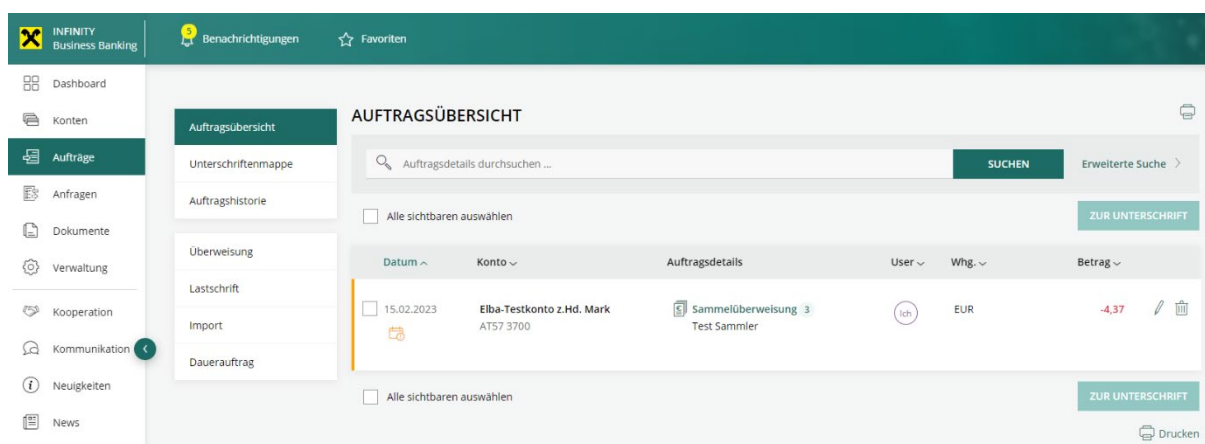 INFINITY
Business Banking
5
Benachrichtigungen
Favoriten
Dashboard
Konten
Aufträge
Anfragen
Dokumente
Verwaltung
Kooperation
Kommunikation
Neuigkeiten
News
Auftragsübersicht
Unterschriftenmappe
Auftragshistorie
Überweisung
Lastschrift
Import
Dauerauftrag
AUFTRAGSÜBERSICHT
Auftragsdetails durchsuchen ...
SUCHEN
Erweiterte Suche
Alle sichtbaren auswählen
ZUR UNTERSCHRIFT
Datum Konto Auftragsdetails User Whg. Betrag
15.02.2023 Elba-Testkonto z.Hd. Mark Sammelüberweisung 3 Ich EUR -4,37
AT57 3700 Test Sammler
Alle sichtbaren auswählen
ZUR UNTERSCHRIFT
Drucken